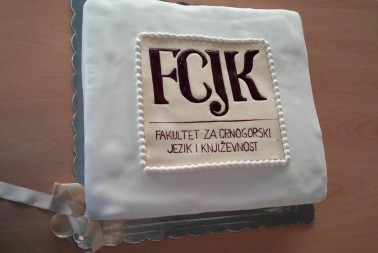 FCJK
FAKULTET ZA CRNOGORSKI
JEZIK I KNJIŽEVNOST